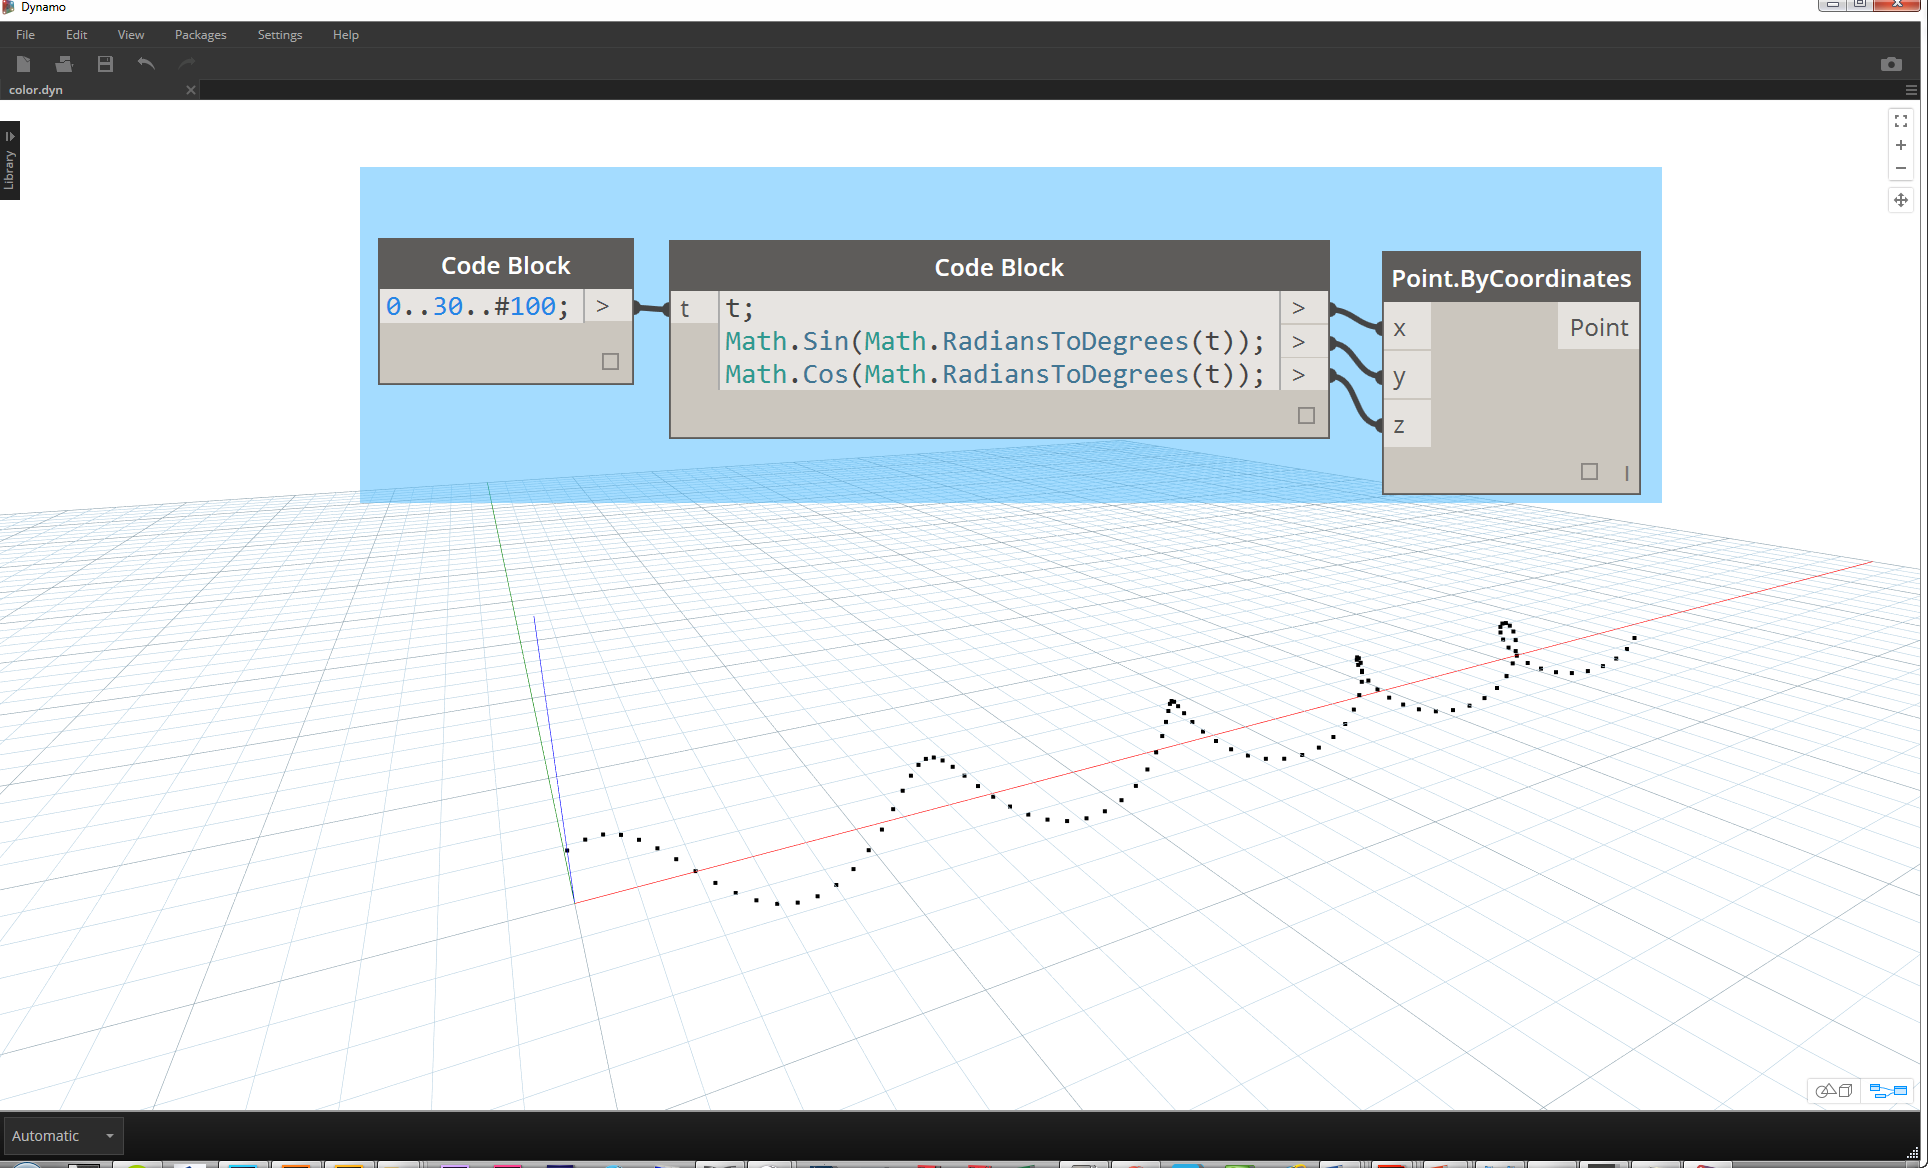 Dynamo
File Edit View Packages Settings Help
color.dyn
Library
Code Block
0..30..#100; >
Code Block
t t; >
Math.Sin(Math.RadiansToDegrees(t)); >
Math.Cos(Math.RadiansToDegrees(t)); >
Point.ByCoordinates
x Point
y
z
l
Automatic